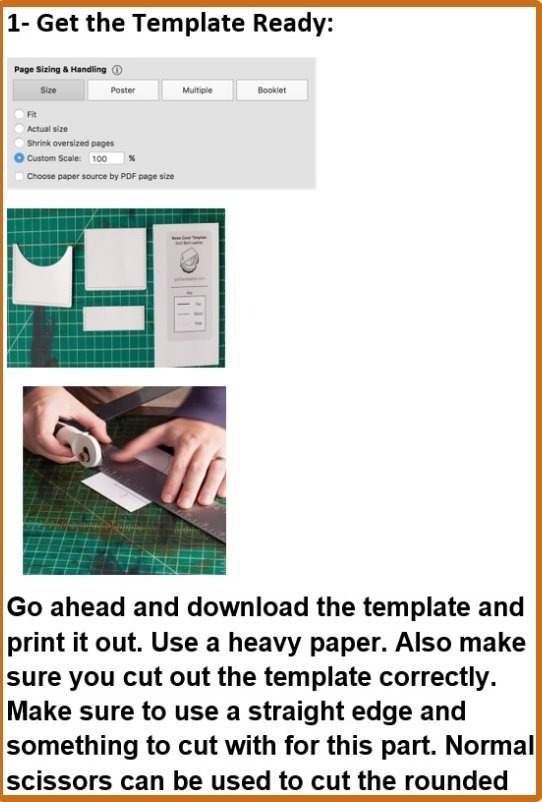 1- Get the Template Ready:
Page Sizing & Handling ⓘ
Size Poster Multiple Booklet
Fit
Actual size
Shrink oversized pages
Custom Scale: 100 %
Choose paper source by PDF page size
Go ahead and download the template and
print it out. Use a heavy paper. Also make
sure you cut out the template correctly.
Make sure to use a straight edge and
something to cut with for this part. Normal
scissors can be used to cut the rounded